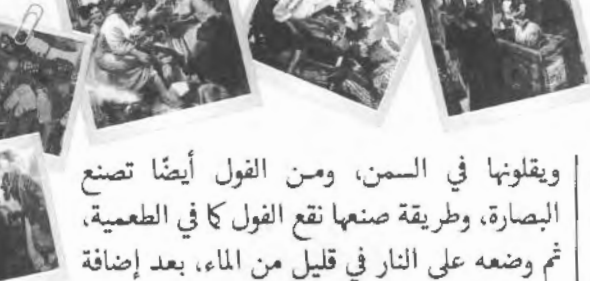 ويقلونها في السمن، ومن الفول أيضًا تصنع
البصارة، وطريقة صنعها نقع الفول كما في الطعمية،
ثم وضعه على النار في قليل من الماء، بعد إضافة